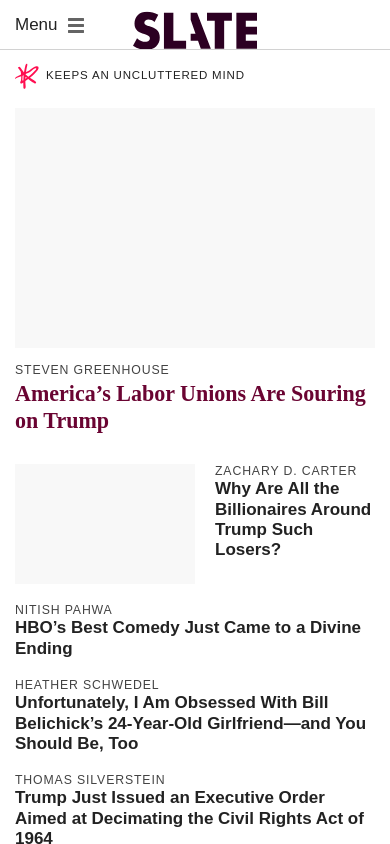 Menu
SLATE
KEEPS AN UNCLUTTERED MIND
STEVEN GREENHOUSE
America’s Labor Unions Are Souring
on Trump
ZACHARY D. CARTER
Why Are All the
Billionaires Around
Trump Such
Losers?
NITISH PAHWA
HBO’s Best Comedy Just Came to a Divine
Ending
HEATHER SCHWEDEL
Unfortunately, I Am Obsessed With Bill
Belichick’s 24-Year-Old Girlfriend—and You
Should Be, Too
THOMAS SILVERSTEIN
Trump Just Issued an Executive Order
Aimed at Decimating the Civil Rights Act of
1964